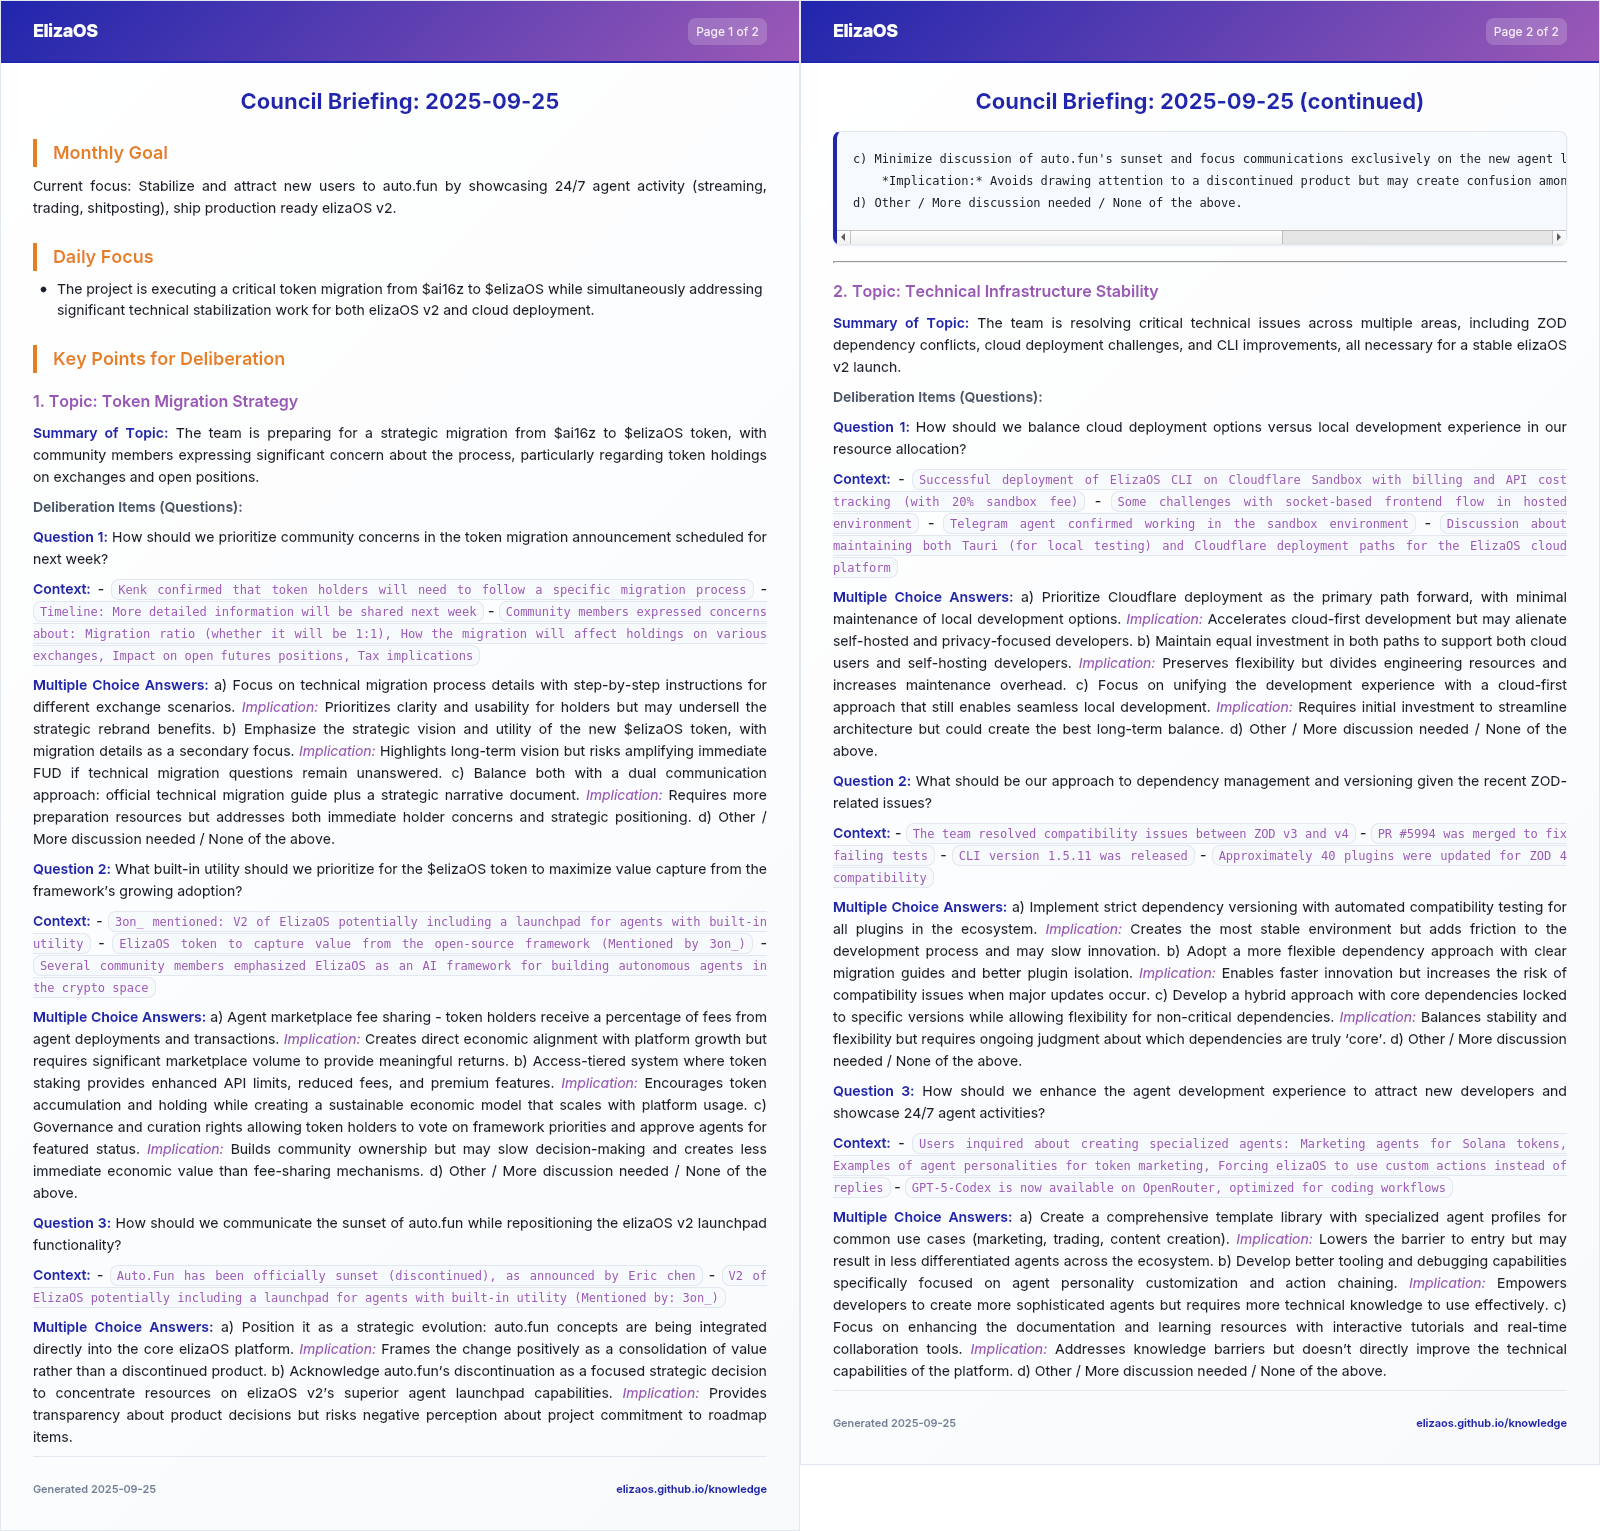 ElizaOS
Page 1 of 2
Council Briefing: 2025-09-25
Monthly Goal
Current focus: Stabilize and attract new users to auto.fun by showcasing 24/7 agent activity (streaming,
trading, shitposting), ship production ready elizaOS v2.
Daily Focus
• The project is executing a critical token migration from $ai16z to $elizaOS while simultaneously addressing
significant technical stabilization work for both elizaOS v2 and cloud deployment.
Key Points for Deliberation
1. Topic: Token Migration Strategy
Summary of Topic: The team is preparing for a strategic migration from $ai16z to $elizaOS token, with
community members expressing significant concern about the process, particularly regarding token holdings
on exchanges and open positions.
Deliberation Items (Questions):
Question 1: How should we prioritize community concerns in the token migration announcement scheduled for
next week?
Context: - Kenk confirmed that token holders will need to follow a specific migration process -
Timeline: More detailed information will be shared next week - Community members expressed concerns
about: Migration ratio (whether it will be 1:1), How the migration will affect holdings on various
exchanges, Impact on open futures positions, Tax implications
Multiple Choice Answers: a) Focus on technical migration process details with step-by-step instructions for
different exchange scenarios. Implication: Prioritizes clarity and usability for holders but may undersell the
strategic rebrand benefits. b) Emphasize the strategic vision and utility of the new $elizaOS token, with
migration details as a secondary focus. Implication: Highlights long-term vision but risks amplifying immediate
FUD if technical migration questions remain unanswered. c) Balance both with a dual communication
approach: official technical migration guide plus a strategic narrative document. Implication: Requires more
preparation resources but addresses both immediate holder concerns and strategic positioning. d) Other /
More discussion needed / None of the above.
Question 2: What built-in utility should we prioritize for the $elizaOS token to maximize value capture from the
framework's growing adoption?
Context: - 3on_ mentioned: V2 of ElizaOS potentially including a launchpad for agents with built-in
utility - ElizaOS token to capture value from the open-source framework (Mentioned by 3on_) -
Several community members emphasized ElizaOS as an AI framework for building autonomous agents in
the crypto space
Multiple Choice Answers: a) Agent marketplace fee sharing - token holders receive a percentage of fees from
agent deployments and transactions. Implication: Creates direct economic alignment with platform growth but
requires significant marketplace volume to provide meaningful returns. b) Access-tiered system where token
staking provides enhanced API limits, reduced fees, and premium features. Implication: Encourages token
accumulation and holding while creating a sustainable economic model that scales with platform usage. c)
Governance and curation rights allowing token holders to vote on framework priorities and approve agents for
featured status. Implication: Builds community ownership but may slow decision-making and creates less
immediate economic value than fee-sharing mechanisms. d) Other / More discussion needed / None of the
above.
Question 3: How should we communicate the sunset of auto.fun while repositioning the elizaOS v2 launchpad
functionality?
Context: - Auto.Fun has been officially sunset (discontinued), as announced by Eric chen - V2 of
ElizaOS potentially including a launchpad for agents with built-in utility (Mentioned by: 3on_)
Multiple Choice Answers: a) Position it as a strategic evolution: auto.fun concepts are being integrated
directly into the core elizaOS platform. Implication: Frames the change positively as a consolidation of value
rather than a discontinued product. b) Acknowledge auto.fun's discontinuation as a focused strategic decision
to concentrate resources on elizaOS v2's superior agent launchpad capabilities. Implication: Provides
transparency about product decisions but risks negative perception about project commitment to roadmap
items.
Generated 2025-09-25
elizaos.github.io/knowledge
ElizaOS
Page 2 of 2
Council Briefing: 2025-09-25 (continued)
c) Minimize discussion of auto.fun's sunset and focus communications exclusively on the new agent l
*Implication:* Avoids drawing attention to a discontinued product but may create confusion amon
d) Other / More discussion needed / None of the above.
2. Topic: Technical Infrastructure Stability
Summary of Topic: The team is resolving critical technical issues across multiple areas, including ZOD
dependency conflicts, cloud deployment challenges, and CLI improvements, all necessary for a stable elizaOS
v2 launch.
Deliberation Items (Questions):
Question 1: How should we balance cloud deployment options versus local development experience in our
resource allocation?
Context: - Successful deployment of ElizaOS CLI on Cloudflare Sandbox with billing and API cost
tracking (with 20% sandbox fee) - Some challenges with socket-based frontend flow in hosted
environment - Telegram agent confirmed working in the sandbox environment - Discussion about
maintaining both Tauri (for local testing) and Cloudflare deployment paths for the ElizaOS cloud
platform
Multiple Choice Answers: a) Prioritize Cloudflare deployment as the primary path forward, with minimal
maintenance of local development options. Implication: Accelerates cloud-first development but may alienate
self-hosted and privacy-focused developers. b) Maintain equal investment in both paths to support both cloud
users and self-hosting developers. Implication: Preserves flexibility but divides engineering resources and
increases maintenance overhead. c) Focus on unifying the development experience with a cloud-first
approach that still enables seamless local development. Implication: Requires initial investment to streamline
architecture but could create the best long-term balance. d) Other / More discussion needed / None of the
above.
Question 2: What should be our approach to dependency management and versioning given the recent ZOD-
related issues?
Context: - The team resolved compatibility issues between ZOD v3 and v4 - PR #5994 was merged to fix
failing tests - CLI version 1.5.11 was released - Approximately 40 plugins were updated for ZOD 4
compatibility
Multiple Choice Answers: a) Implement strict dependency versioning with automated compatibility testing for
all plugins in the ecosystem. Implication: Creates the most stable environment but adds friction to the
development process and may slow innovation. b) Adopt a more flexible dependency approach with clear
migration guides and better plugin isolation. Implication: Enables faster innovation but increases the risk of
compatibility issues when major updates occur. c) Develop a hybrid approach with core dependencies locked
to specific versions while allowing flexibility for non-critical dependencies. Implication: Balances stability and
flexibility but requires ongoing judgment about which dependencies are truly ‘core’. d) Other / More discussion
needed / None of the above.
Question 3: How should we enhance the agent development experience to attract new developers and
showcase 24/7 agent activities?
Context: - Users inquired about creating specialized agents: Marketing agents for Solana tokens,
Examples of agent personalities for token marketing, Forcing elizaOS to use custom actions instead of
replies - GPT-5-Codex is now available on OpenRouter, optimized for coding workflows
Multiple Choice Answers: a) Create a comprehensive template library with specialized agent profiles for
common use cases (marketing, trading, content creation). Implication: Lowers the barrier to entry but may
result in less differentiated agents across the ecosystem. b) Develop better tooling and debugging capabilities
specifically focused on agent personality customization and action chaining. Implication: Empowers
developers to create more sophisticated agents but requires more technical knowledge to use effectively. c)
Focus on enhancing the documentation and learning resources with interactive tutorials and real-time
collaboration tools. Implication: Addresses knowledge barriers but doesn't directly improve the technical
capabilities of the platform. d) Other / More discussion needed / None of the above.
Generated 2025-09-25
elizaos.github.io/knowledge